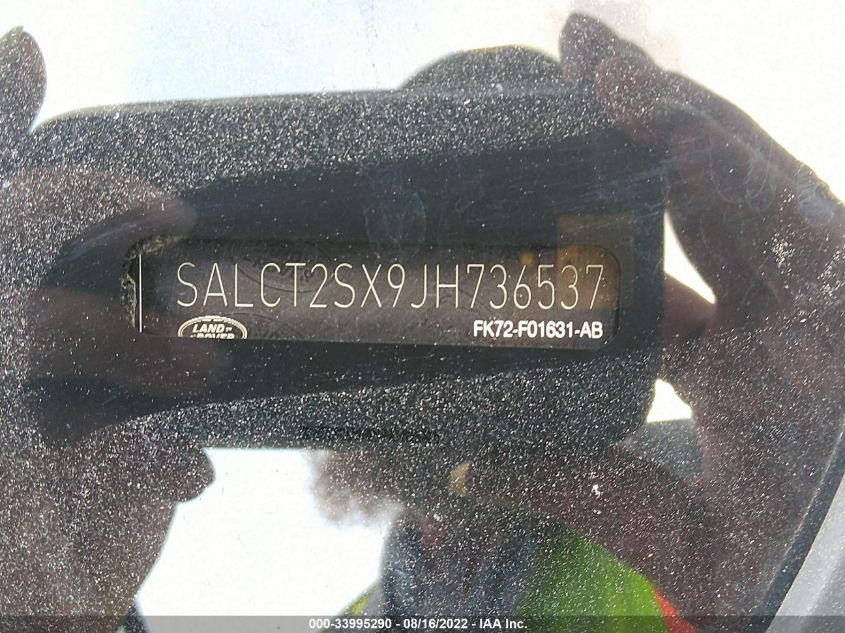 SALCT2SX9JH736537
LAND
ROVER
FK72-F01631-AB
000-33995290 - 08/16/2022 - IAA Inc.